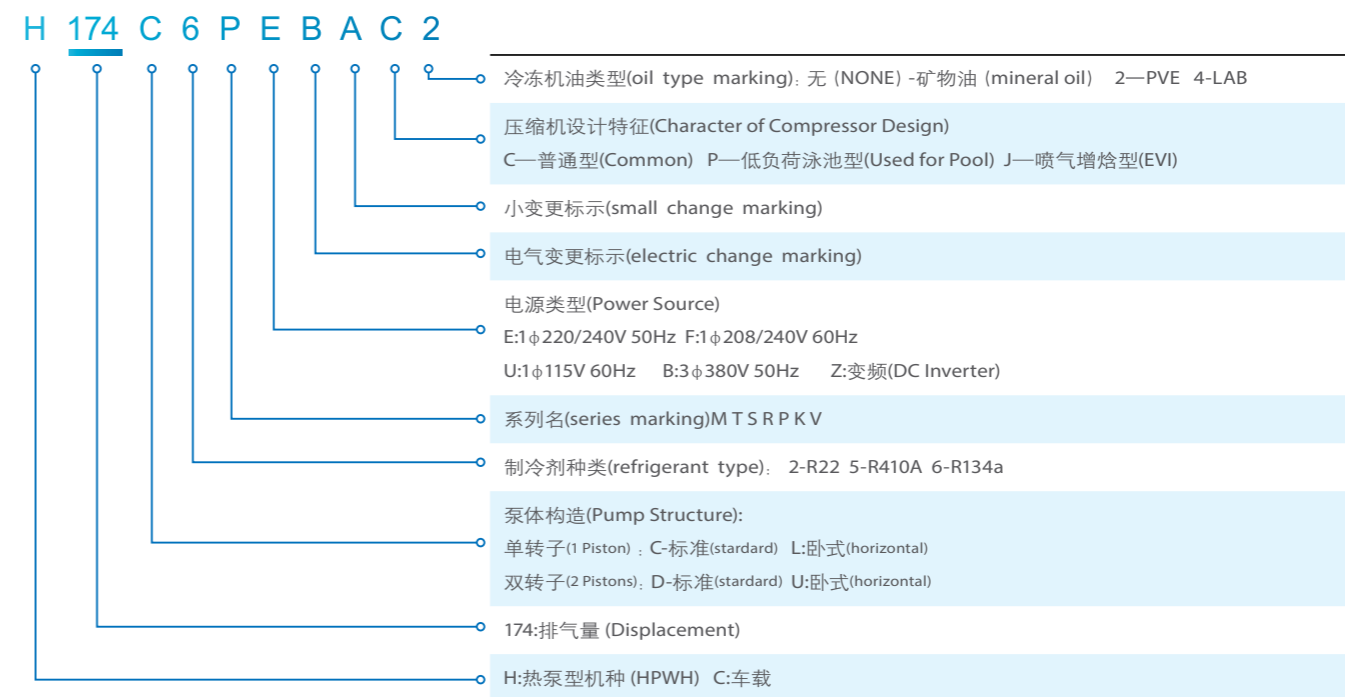 H 174 C 6 P E B A C 2
冷冻机油类型(oil type marking): 无 (NONE) -矿物油 (mineral oil) 2—PVE 4-LAB
压缩机设计特征(Character of Compressor Design)
C—普通型(Common) P—低负荷泳池型(Used for Pool) J—喷气增焓型(EVI)
小变更标示(small change marking)
电气变更标示(electric change marking)
电源类型(Power Source)
E:1ϕ220/240V 50Hz F:1ϕ208/240V 60Hz
U:1ϕ115V 60Hz B:3ϕ380V 50Hz Z:变频(DC Inverter)
系列名(series marking)M T S R P K V
制冷剂种类(refrigerant type): 2-R22 5-R410A 6-R134a
泵体构造(Pump Structure):
单转子(1 Piston) : C-标准(stardard) L:卧式(horizontal)
双转子(2 Pistons): D-标准(stardard) U:卧式(horizontal)
174:排气量 (Displacement)
H:热泵型机种 (HPWH) C:车载